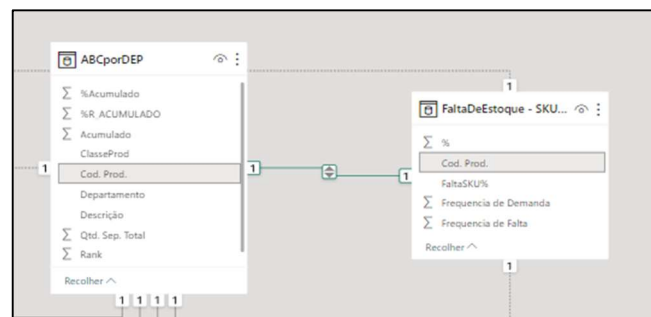 ABCporDEP
%Acumulado
%R_ACUMULADO
Acumulado
ClasseProd
Cod. Prod.
Departamento
Descrição
Qtd. Sep. Total
Rank
Recolher
1
1
1 1 1 1
1
1
FaltaDeEstoque - SKU...
%
Cod. Prod.
FaltaSKU%
Frequencia de Demanda
Frequencia de Falta
Recolher
1
1